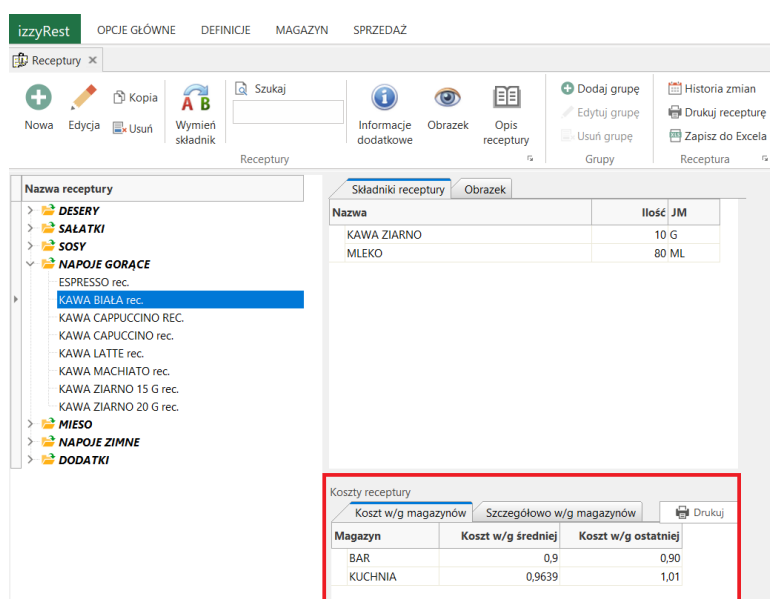 izzyRest OPCJE GŁÓWNE DEFINICJE MAGAZYN SPRZEDAŻ
Receptury ×
Nowa
Edycja
Kopia
Usuń
Wymień
składnik
Szukaj
Receptury
Informacje
dodatkowe
Obrazek
Opis
receptury
Dodaj grupę
Edytuj grupę
Usuń grupę
Grupy
Historia zmian
Drukuj recepturę
Zapisz do Excela
Receptura
Nazwa receptury
DESERY
SAŁATKI
SOSY
NAPOJE GORĄCE
ESPRESSO rec.
KAWA BIAŁA rec.
KAWA CAPPUCCINO REC.
KAWA CAPUCCINO rec.
KAWA LATTE rec.
KAWA MACHIATO rec.
KAWA ZIARNO 15 G rec.
KAWA ZIARNO 20 G rec.
MIESO
NAPOJE ZIMNE
DODATKI
Składniki receptury Obrazek
Nazwa Ilość JM
KAWA ZIARNO 10 G
MLEKO 80 ML
Koszty receptury
Koszt w/g magazynów Szczegółowo w/g magazynów Drukuj
Magazyn Koszt w/g średniej Koszt w/g ostatniej
BAR 0,9 0,90
KUCHNIA 0,9639 1,01